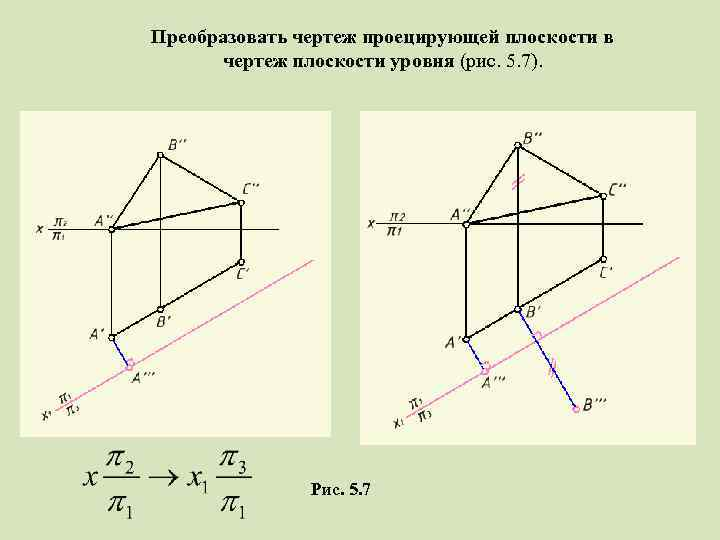 Преобразовать чертеж проецирующей плоскости в
чертеж плоскости уровня (рис. 5. 7).
B′′
C′′
A′′
x π2/π1
C′
B′
A′
A′′′
x1 π1/π3
B′′
C′′
A′′
x π2/π1
C′
B′
A′
A′′′
x1 π1/π3
B′′′
x π2/π1 → x1 π3/π1
Рис. 5. 7